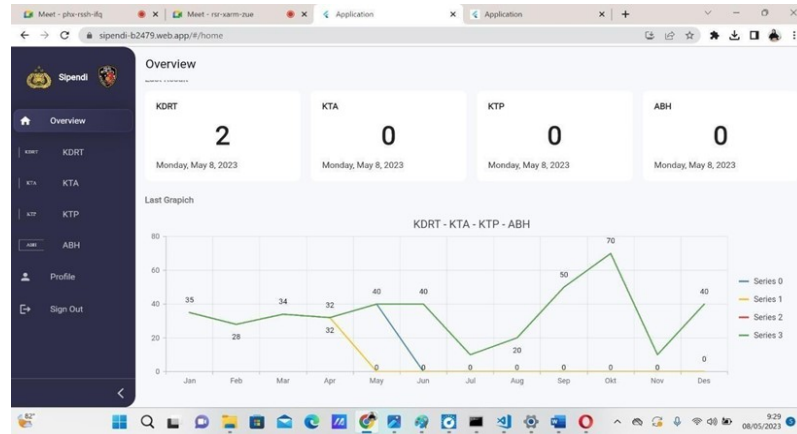 Meet - phx-rssh-ifq
Meet - rsr-xarm-zue
Application
Application
sipendi-b2479.web.app/#/home
Sipendi
Overview
KDRT
KDRT
KTA
KTA
KTP
KTP
ABH
ABH
Profile
Sign Out
Overview
KDRT
2
Monday, May 8, 2023
KTA
0
Monday, May 8, 2023
KTP
0
Monday, May 8, 2023
ABH
0
Monday, May 8, 2023
Last Grapich
KDRT - KTA - KTP - ABH
80
60
40
20
0
35
28
34
32
32
40
40
20
50
70
40
0
0
0
0
0
0
0
0
Jan
Feb
Mar
Apr
May
Jun
Jul
Aug
Sep
Okt
Nov
Des
Series 0
Series 1
Series 2
Series 3
82°
9:29
08/05/2023